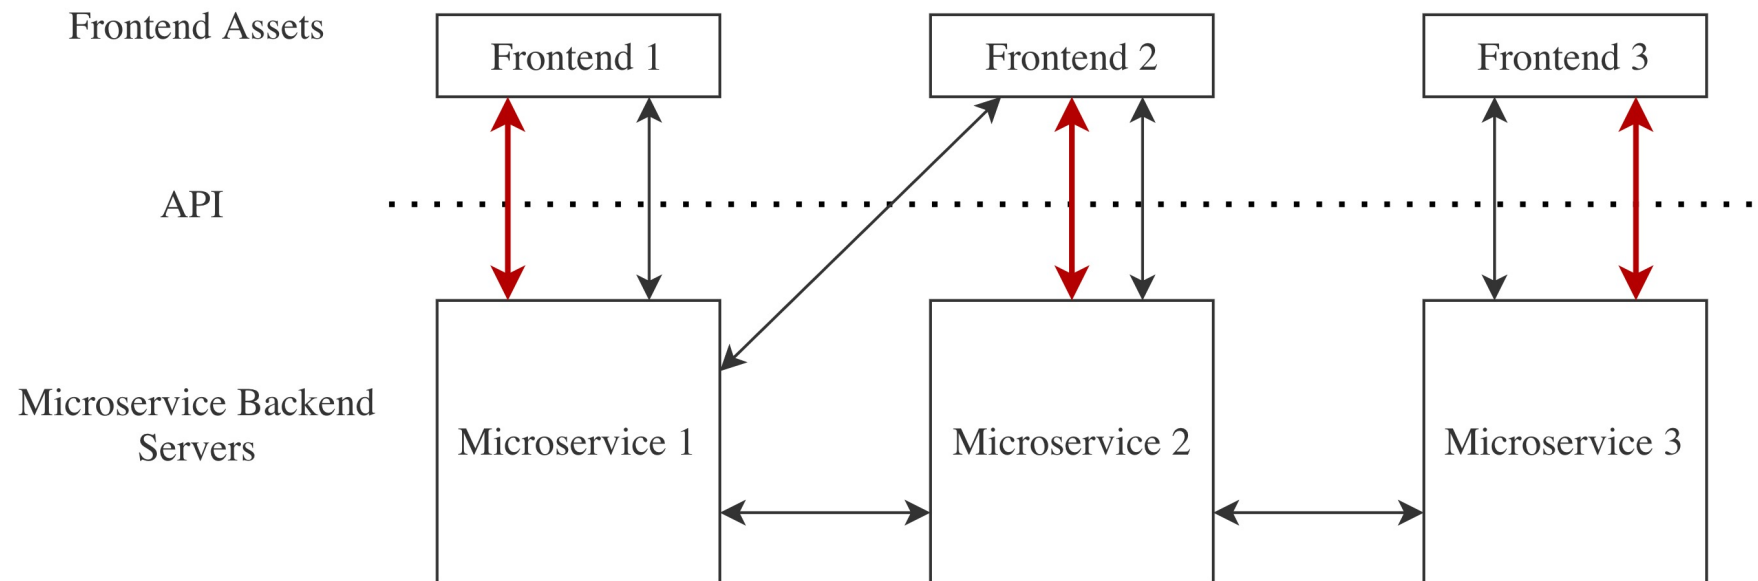 Frontend Assets
Frontend 1
Frontend 2
Frontend 3
API
Microservice Backend
Servers
Microservice 1
Microservice 2
Microservice 3